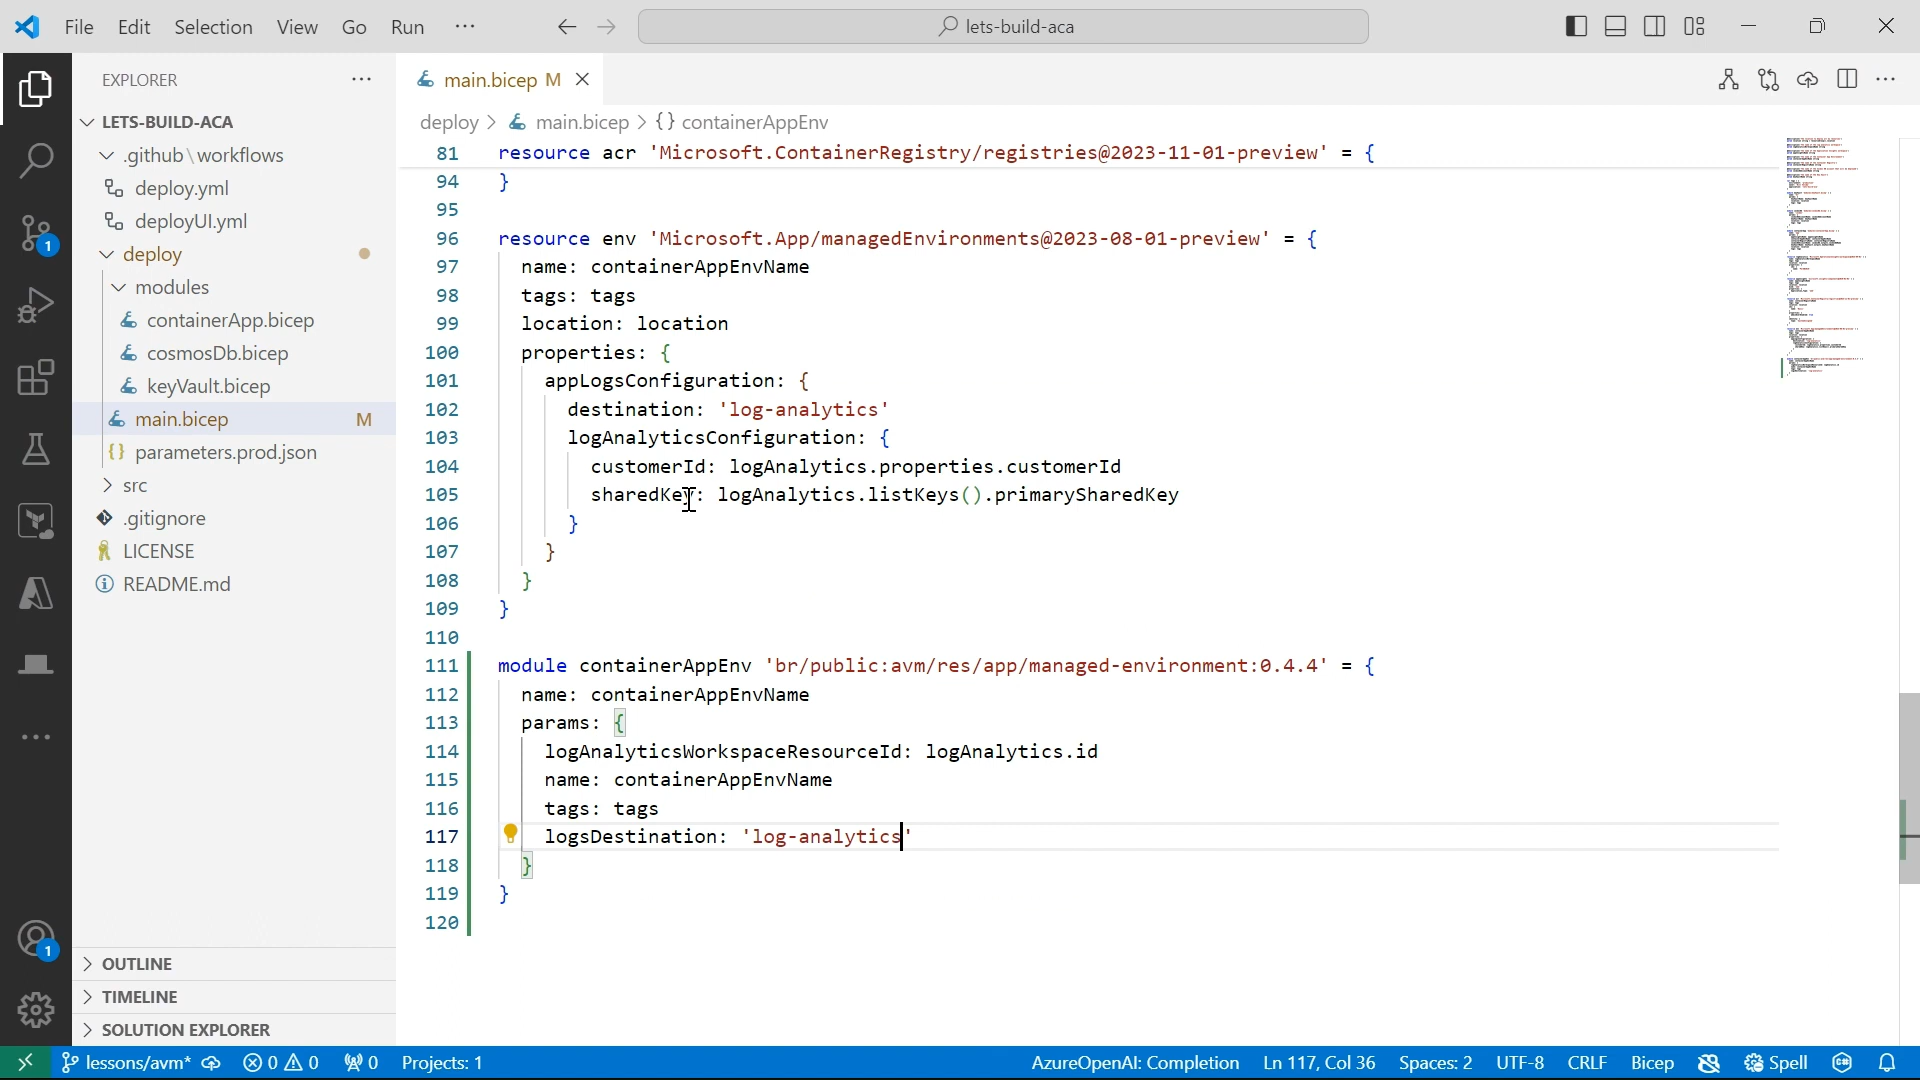 File Edit Selection View Go Run ··· lets-build-aca
EXPLORER ···
LETS-BUILD-ACA
.github\workflows
deploy.yml
deployUI.yml
deploy
modules
containerApp.bicep
cosmosDb.bicep
keyVault.bicep
main.bicep M
parameters.prod.json
src
.gitignore
LICENSE
README.md
OUTLINE
TIMELINE
SOLUTION EXPLORER
1
1
main.bicep M
deploy > main.bicep > {} containerAppEnv
81 resource acr 'Microsoft.ContainerRegistry/registries@2023-11-01-preview' = {
94 }
95
96 resource env 'Microsoft.App/managedEnvironments@2023-08-01-preview' = {
97 name: containerAppEnvName
98 tags: tags
99 location: location
100 properties: {
101 appLogsConfiguration: {
102 destination: 'log-analytics'
103 logAnalyticsConfiguration: {
104 customerId: logAnalytics.properties.customerId
105 sharedKey: logAnalytics.listKeys().primarySharedKey
106 }
107 }
108 }
109 }
110
111 module containerAppEnv 'br/public:avm/res/app/managed-environment:0.4.4' = {
112 name: containerAppEnvName
113 params: {
114 logAnalyticsWorkspaceResourceId: logAnalytics.id
115 name: containerAppEnvName
116 tags: tags
117 logsDestination: 'log-analytics'
118 }
119 }
120
lessons/avm* 0 0 0 Projects: 1 AzureOpenAI: Completion Ln 117, Col 36 Spaces: 2 UTF-8 CRLF Bicep Spell